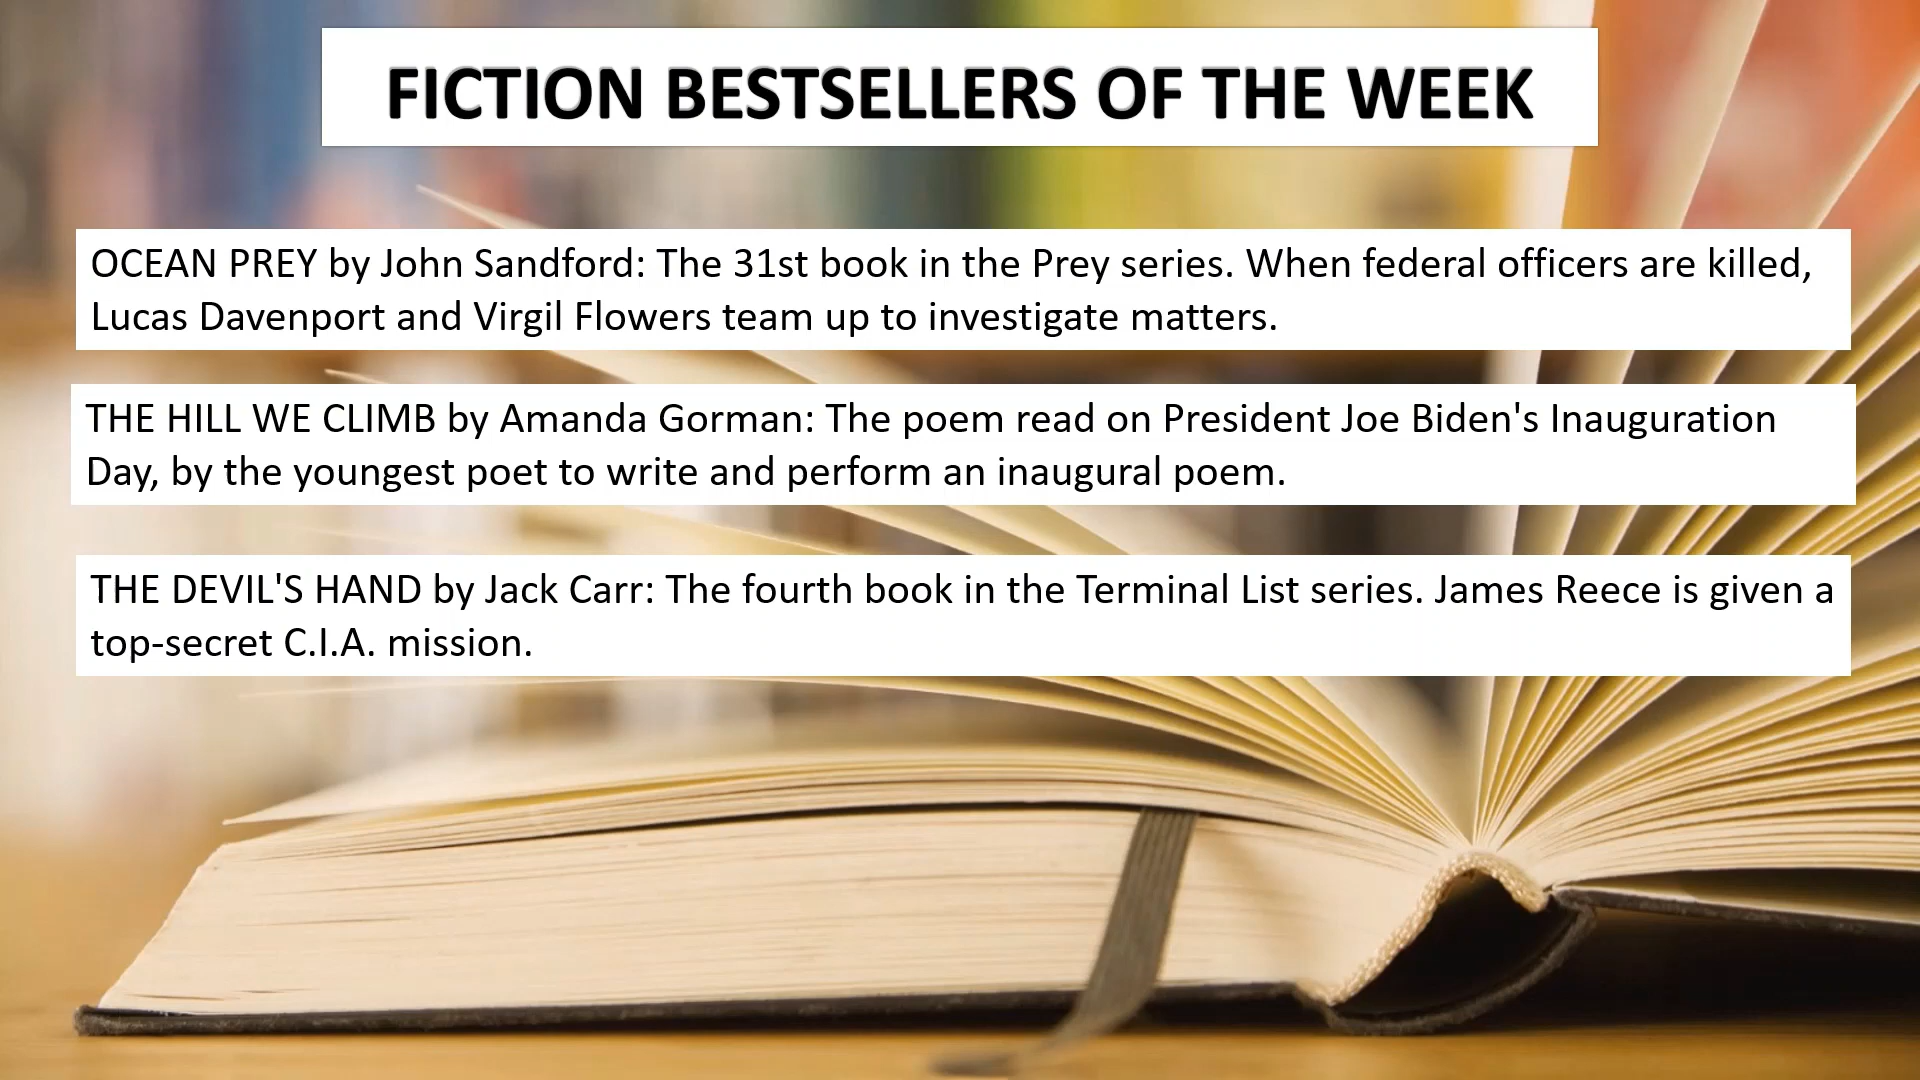 FICTION BESTSELLERS OF THE WEEK
OCEAN PREY by John Sandford: The 31st book in the Prey series. When federal officers are killed,
Lucas Davenport and Virgil Flowers team up to investigate matters.
THE HILL WE CLIMB by Amanda Gorman: The poem read on President Joe Biden's Inauguration
Day, by the youngest poet to write and perform an inaugural poem.
THE DEVIL'S HAND by Jack Carr: The fourth book in the Terminal List series. James Reece is given a
top-secret C.I.A. mission.